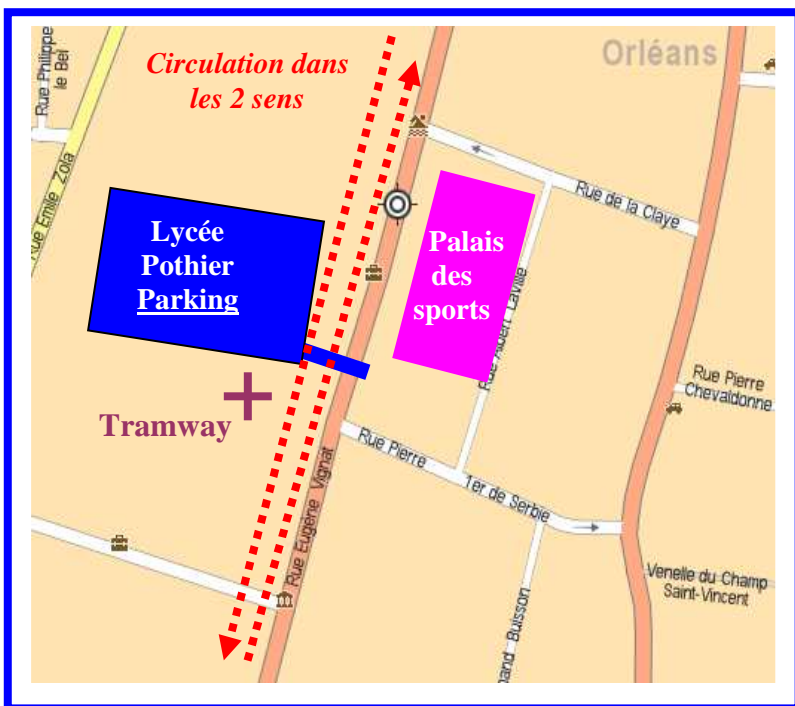 Circulation dans
les 2 sens
Orléans
Rue Philippe
le Bel
Rue Emile Zola
Lycée
Pothier
Parking
Palais
des
sports
Rue de la Claye
Rue Albert Laville
Rue Pierre
Chevaldonne
Tramway
Rue Pierre
1er de Serbie
Rue Eugène Vignat
Venelle du Champ
Saint-Vincent
Buisson